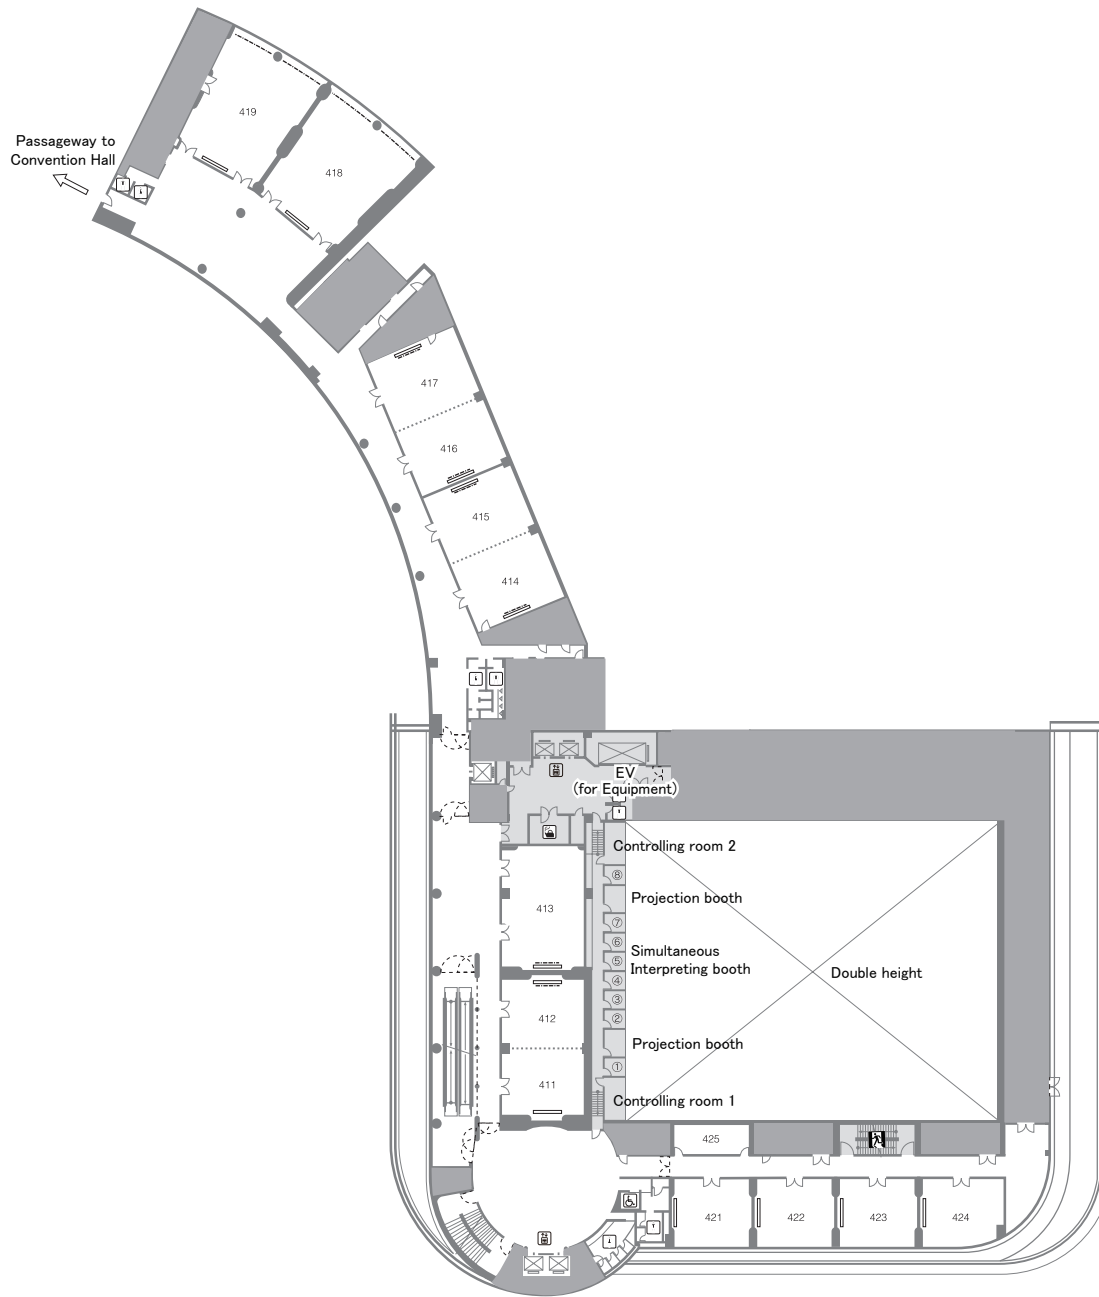 419
Passageway to
Convention Hall
418
417
416
415
414
EV
(for Equipment)
Controlling room 2
⑧
Projection booth
413
⑦
⑥
Simultaneous
⑤
Interpreting booth
Double height
④
③
412
②
Projection booth
①
411
Controlling room 1
425
421
422
423
424